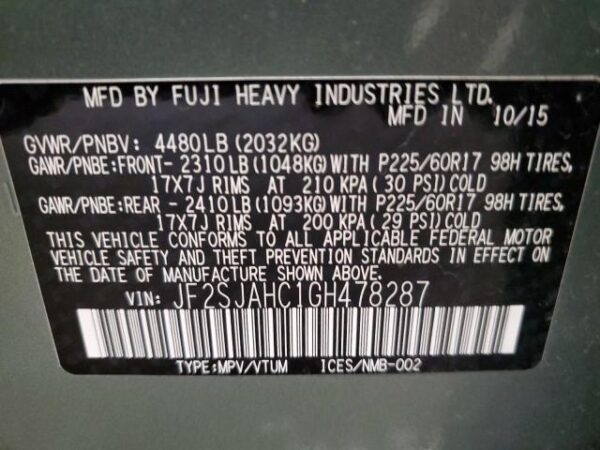 MFD BY FUJI HEAVY INDUSTRIES LTD.
MFD IN 10/15
GVWR/PNBV: 4480LB (2032KG)
GAWR/PNBE:FRONT- 2310LB (1048KG) WITH P225/60R17 98H TIRES,
17X7J RIMS AT 210 KPA( 30 PSI) COLD
GAWR/PNBE:REAR - 2410LB (1093KG) WITH P225/60R17 98H TIRES,
17X7J RIMS AT 200 KPA( 29 PSI) COLD
THIS VEHICLE CONFORMS TO ALL APPLICABLE FEDERAL MOTOR
VEHICLE SAFETY AND THEFT PREVENTION STANDARDS IN EFFECT ON
THE DATE OF MANUFACTURE SHOWN ABOVE.
VIN: JF2SJAHC1GH478287
TYPE:MPV/VTUM ICES/NMB-002